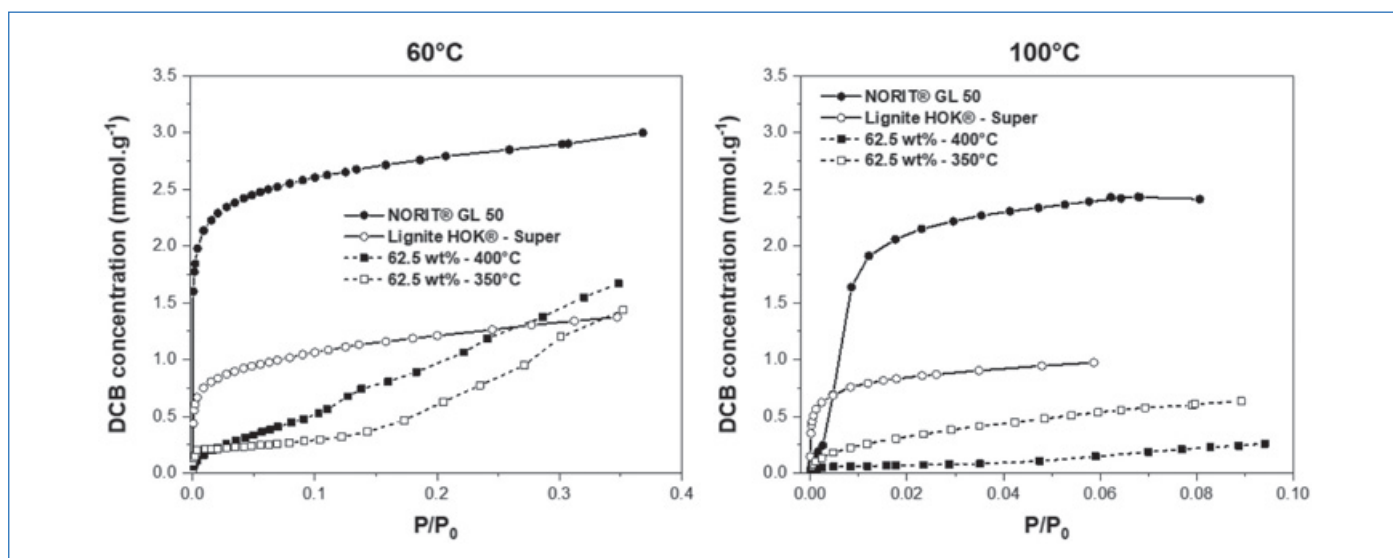 60°C
DCB concentration (mmol.g⁻¹)
3.5
3.0
2.5
2.0
1.5
1.0
0.5
0.0
NORIT® GL 50
Lignite HOK® - Super
62.5 wt% - 400°C
62.5 wt% - 350°C
0.0 0.1 0.2 0.3 0.4
P/P₀
100°C
DCB concentration (mmol.g⁻¹)
3.5
3.0
2.5
2.0
1.5
1.0
0.5
0.0
NORIT® GL 50
Lignite HOK® - Super
62.5 wt% - 400°C
62.5 wt% - 350°C
0.00 0.02 0.04 0.06 0.08 0.10
P/P₀